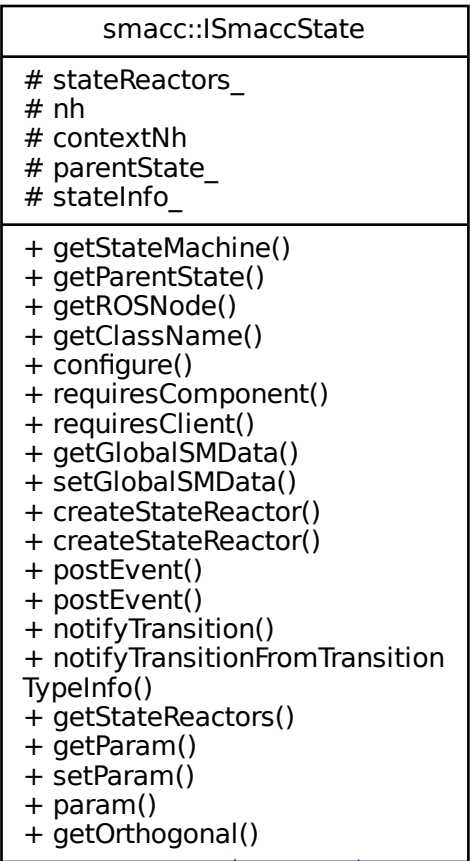 smacc::ISmaccState
# stateReactors_
# nh
# contextNh
# parentState_
# stateInfo_
+ getStateMachine()
+ getParentState()
+ getROSNode()
+ getClassName()
+ configure()
+ requiresComponent()
+ requiresClient()
+ getGlobalSMData()
+ setGlobalSMData()
+ createStateReactor()
+ createStateReactor()
+ postEvent()
+ postEvent()
+ notifyTransition()
+ notifyTransitionFromTransition
TypeInfo()
+ getStateReactors()
+ getParam()
+ setParam()
+ param()
+ getOrthogonal()